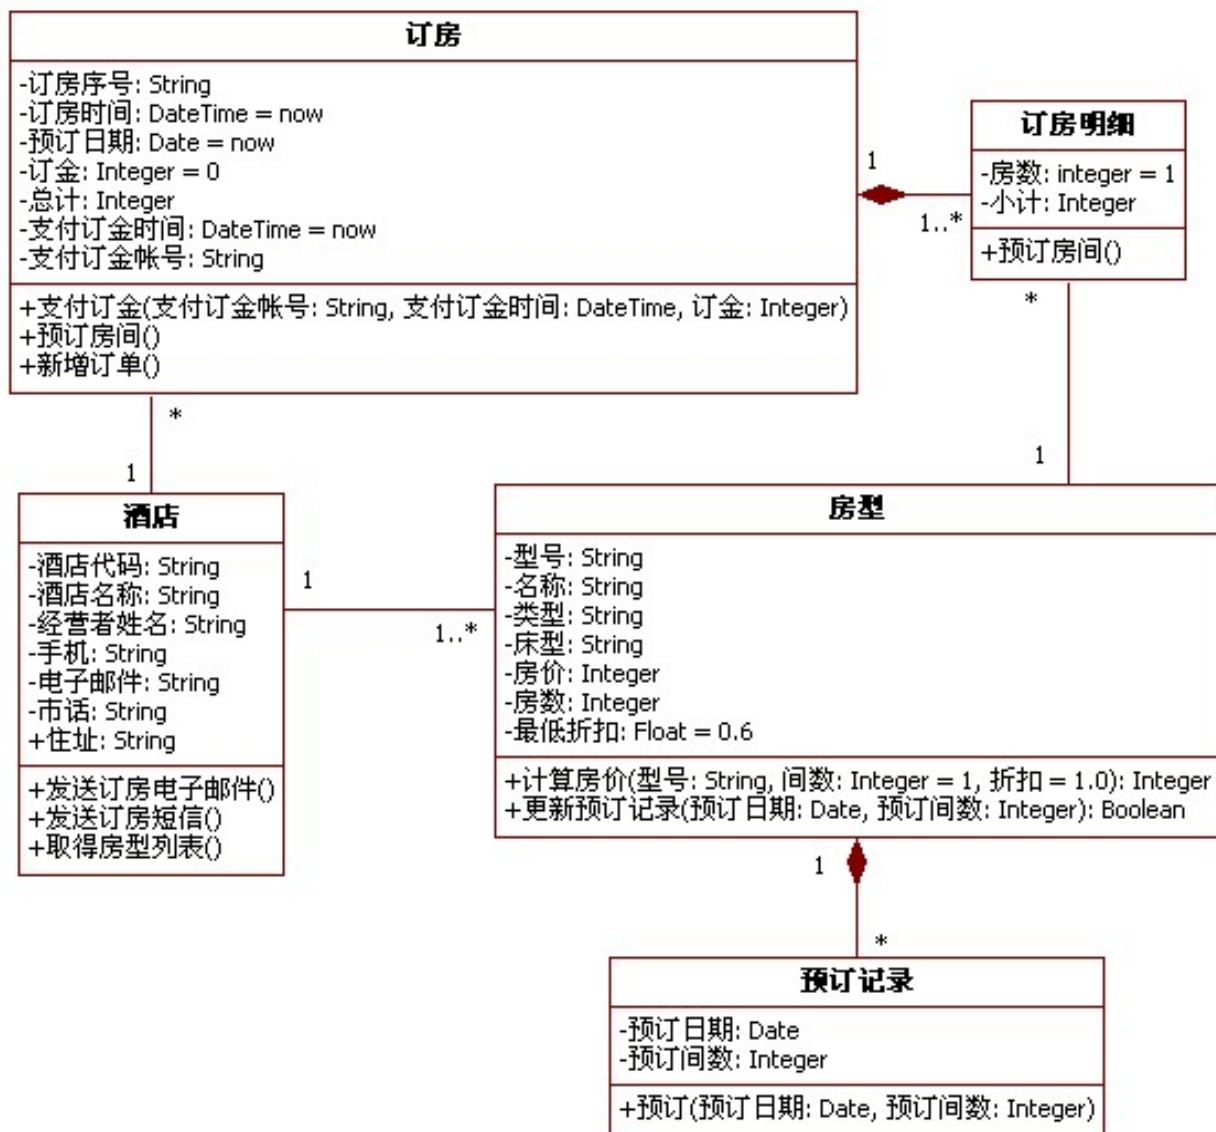 订房
-订房序号: String
-订房时间: DateTime = now
-预订日期: Date = now
-订金: Integer = 0
-总计: Integer
-支付订金时间: DateTime = now
-支付订金帐号: String
+支付订金(支付订金帐号: String, 支付订金时间: DateTime, 订金: Integer)
+预订房间()
+新增订单()
1
1..*
订房明细
-房数: integer = 1
-小计: Integer
+预订房间()
*
1
*
1
酒店
-酒店代码: String
-酒店名称: String
-经营者姓名: String
-手机: String
-电子邮件: String
-市话: String
+住址: String
+发送订房电子邮件()
+发送订房短信()
+取得房型列表()
1
1..*
房型
-型号: String
-名称: String
-类型: String
-床型: String
-房价: Integer
-房数: Integer
-最低折扣: Float = 0.6
+计算房价(型号: String, 间数: Integer = 1, 折扣 = 1.0): Integer
+更新预订记录(预订日期: Date, 预订间数: Integer): Boolean
1
*
预订记录
-预订日期: Date
-预订间数: Integer
+预订(预订日期: Date, 预订间数: Integer)